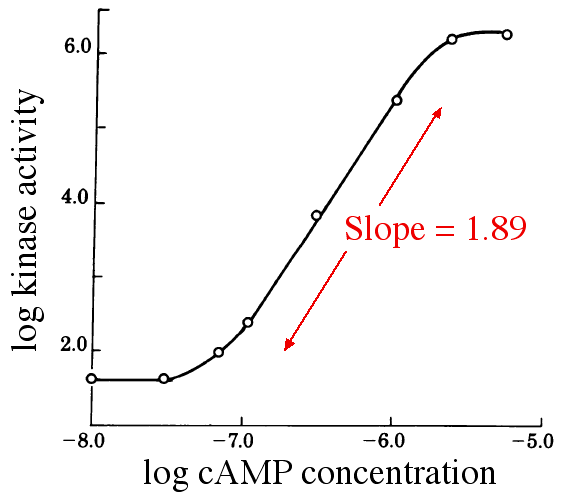 6.0
4.0
2.0
log kinase activity
Slope = 1.89
−8.0 −7.0 −6.0 −5.0
log cAMP concentration